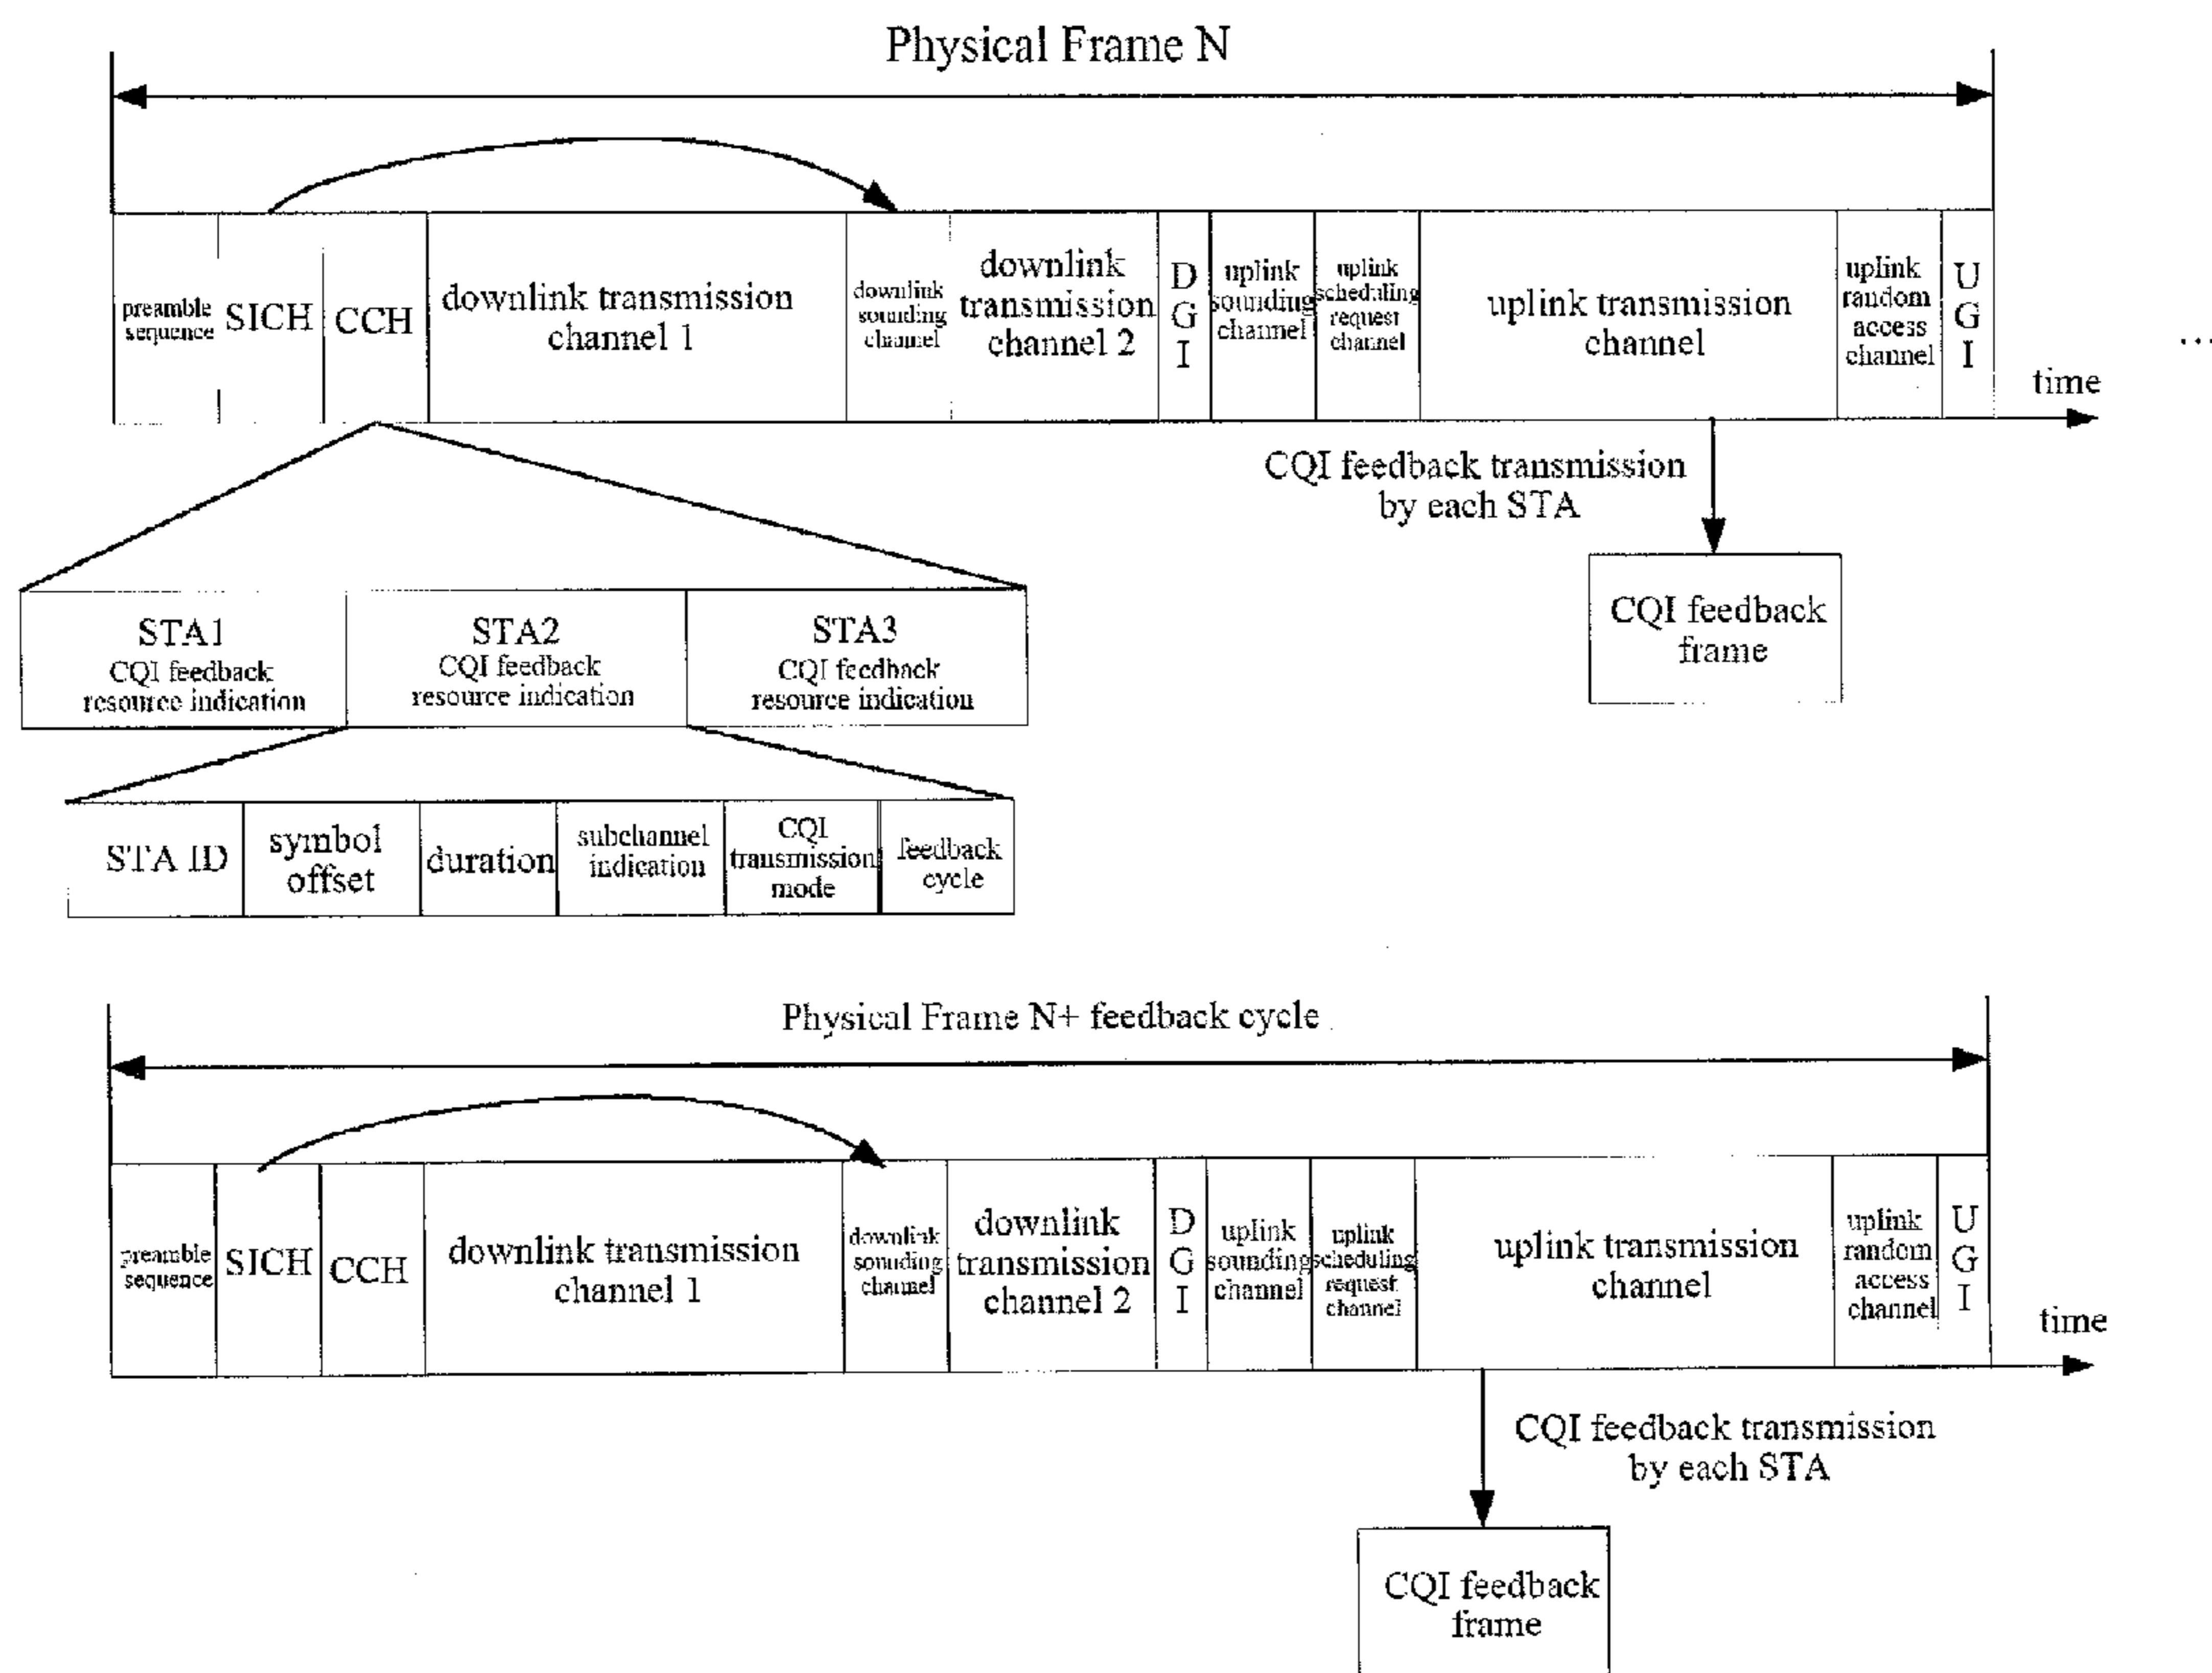 Physical Frame N
preamble
sequence
SICH
CCH
downlink transmission
channel 1
downlink
sounding
channel
downlink
transmission
channel 2
D
G
I
uplink
sounding
channel
uplink
scheduling
request
channel
uplink transmission
channel
uplink
random
access
channel
U
G
I
...
time
CQI feedback transmission
by each STA
CQI feedback
frame
STA1
CQI feedback
resource indication
STA2
CQI feedback
resource indication
STA3
CQI feedback
resource indication
STA ID
symbol
offset
duration
subchannel
indication
CQI
transmission
mode
feedback
cycle
Physical Frame N+ feedback cycle
preamble
sequence
SICH
CCH
downlink transmission
channel 1
downlink
sounding
channel
downlink
transmission
channel 2
D
G
I
uplink
sounding
channel
uplink
scheduling
request
channel
uplink transmission
channel
uplink
random
access
channel
U
G
I
time
CQI feedback transmission
by each STA
CQI feedback
frame